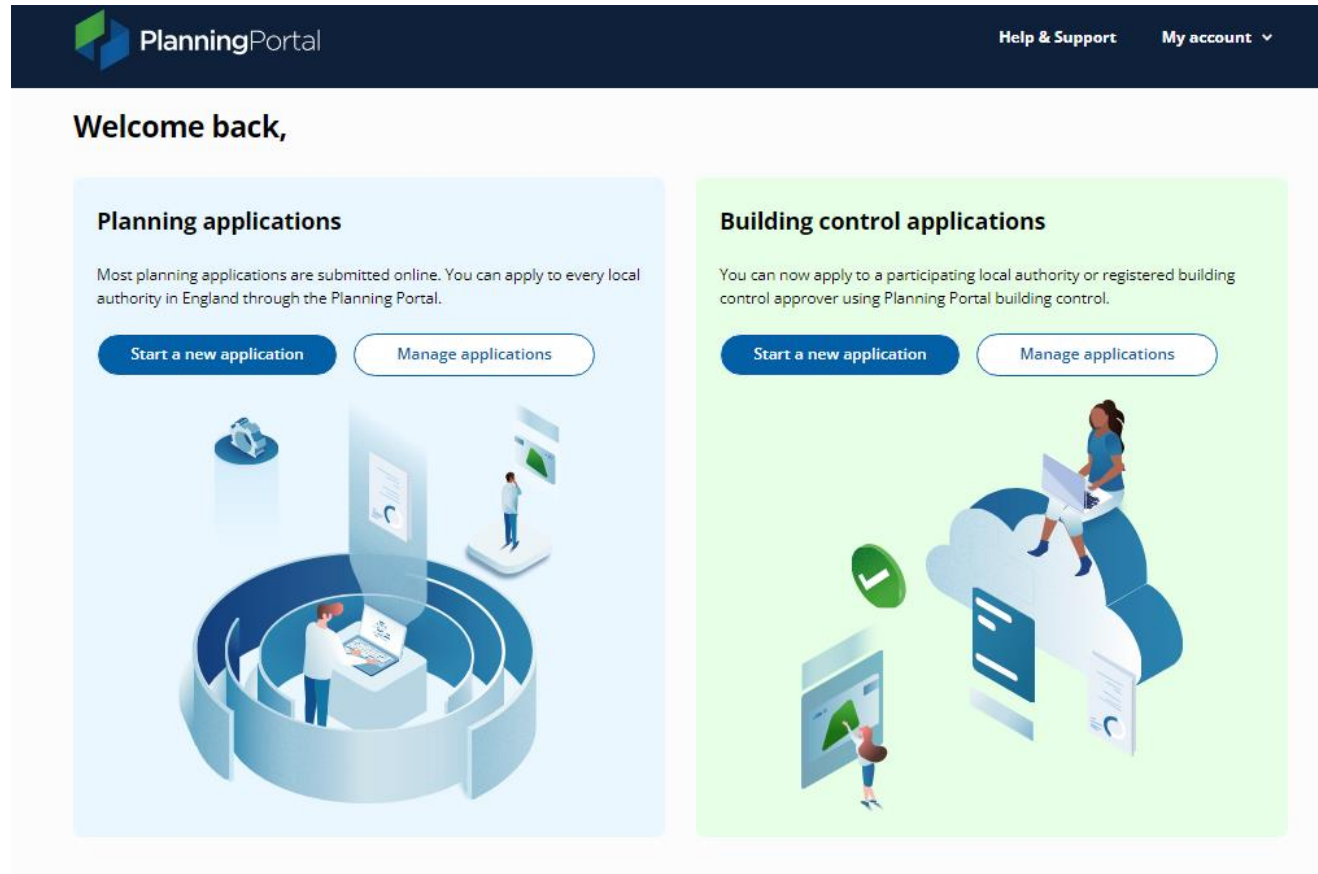 PlanningPortal
Help & Support
My account
Welcome back,
Planning applications
Most planning applications are submitted online. You can apply to every local
authority in England through the Planning Portal.
Start a new application
Manage applications
Building control applications
You can now apply to a participating local authority or registered building
control approver using Planning Portal building control.
Start a new application
Manage applications